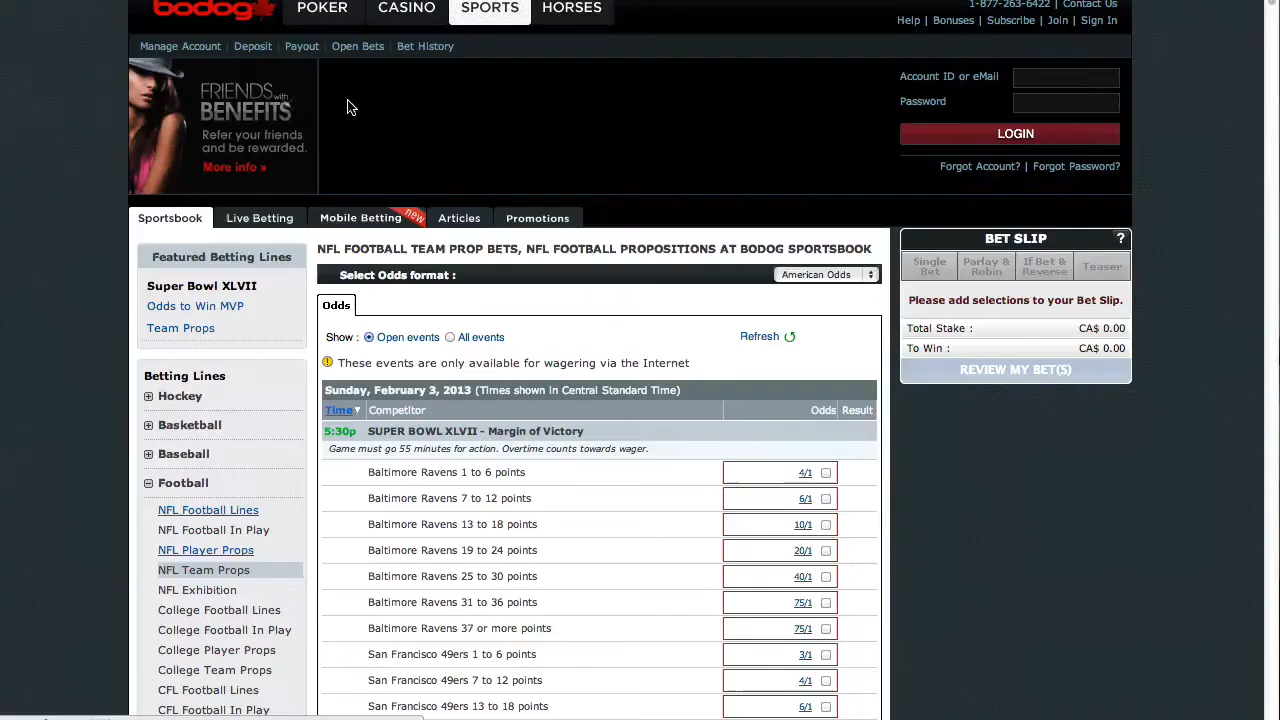 bodog
POKER CASINO SPORTS HORSES
1-877-263-6422 | Contact Us
Help | Bonuses | Subscribe | Join | Sign In
Manage Account Deposit Payout Open Bets Bet History
FRIENDS with
BENEFITS
Refer your friends
and be rewarded.
More info »
Account ID or eMail
Password
LOGIN
Forgot Account? | Forgot Password?
Sportsbook Live Betting Mobile Betting new Articles Promotions
Featured Betting Lines
Super Bowl XLVII
Odds to Win MVP
Team Props
Betting Lines
Hockey
Basketball
Baseball
Football
NFL Football Lines
NFL Football In Play
NFL Player Props
NFL Team Props
NFL Exhibition
College Football Lines
College Football In Play
College Player Props
College Team Props
CFL Football Lines
CFL Football In Play
NFL FOOTBALL TEAM PROP BETS, NFL FOOTBALL PROPOSITIONS AT BODOG SPORTSBOOK
Select Odds format : American Odds
Odds
Show : Open events All events Refresh
These events are only available for wagering via the Internet
Sunday, February 3, 2013 (Times shown in Central Standard Time)
Time Competitor Odds Result
5:30p SUPER BOWL XLVII - Margin of Victory
Game must go 55 minutes for action. Overtime counts towards wager.
Baltimore Ravens 1 to 6 points 4/1
Baltimore Ravens 7 to 12 points 6/1
Baltimore Ravens 13 to 18 points 10/1
Baltimore Ravens 19 to 24 points 20/1
Baltimore Ravens 25 to 30 points 40/1
Baltimore Ravens 31 to 36 points 75/1
Baltimore Ravens 37 or more points 75/1
San Francisco 49ers 1 to 6 points 3/1
San Francisco 49ers 7 to 12 points 4/1
San Francisco 49ers 13 to 18 points 6/1
BET SLIP ?
Single Bet Parlay & Robin If Bet & Reverse Teaser
Please add selections to your Bet Slip.
Total Stake : CA$ 0.00
To Win : CA$ 0.00
REVIEW MY BET(S)